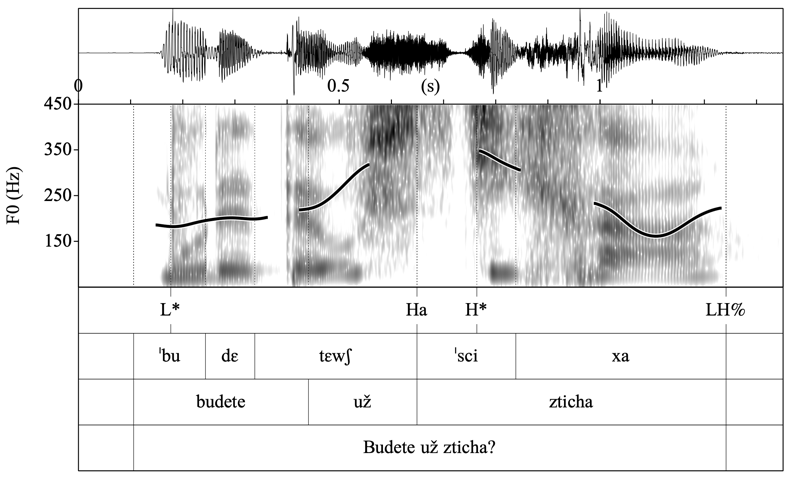 0 0.5 (s) 1
450
350
250
150
F0 (Hz)
L* Ha H* LH%
ˈbu dɛ tɛwʃ ˈsci xa
budete už zticha
Budete už zticha?